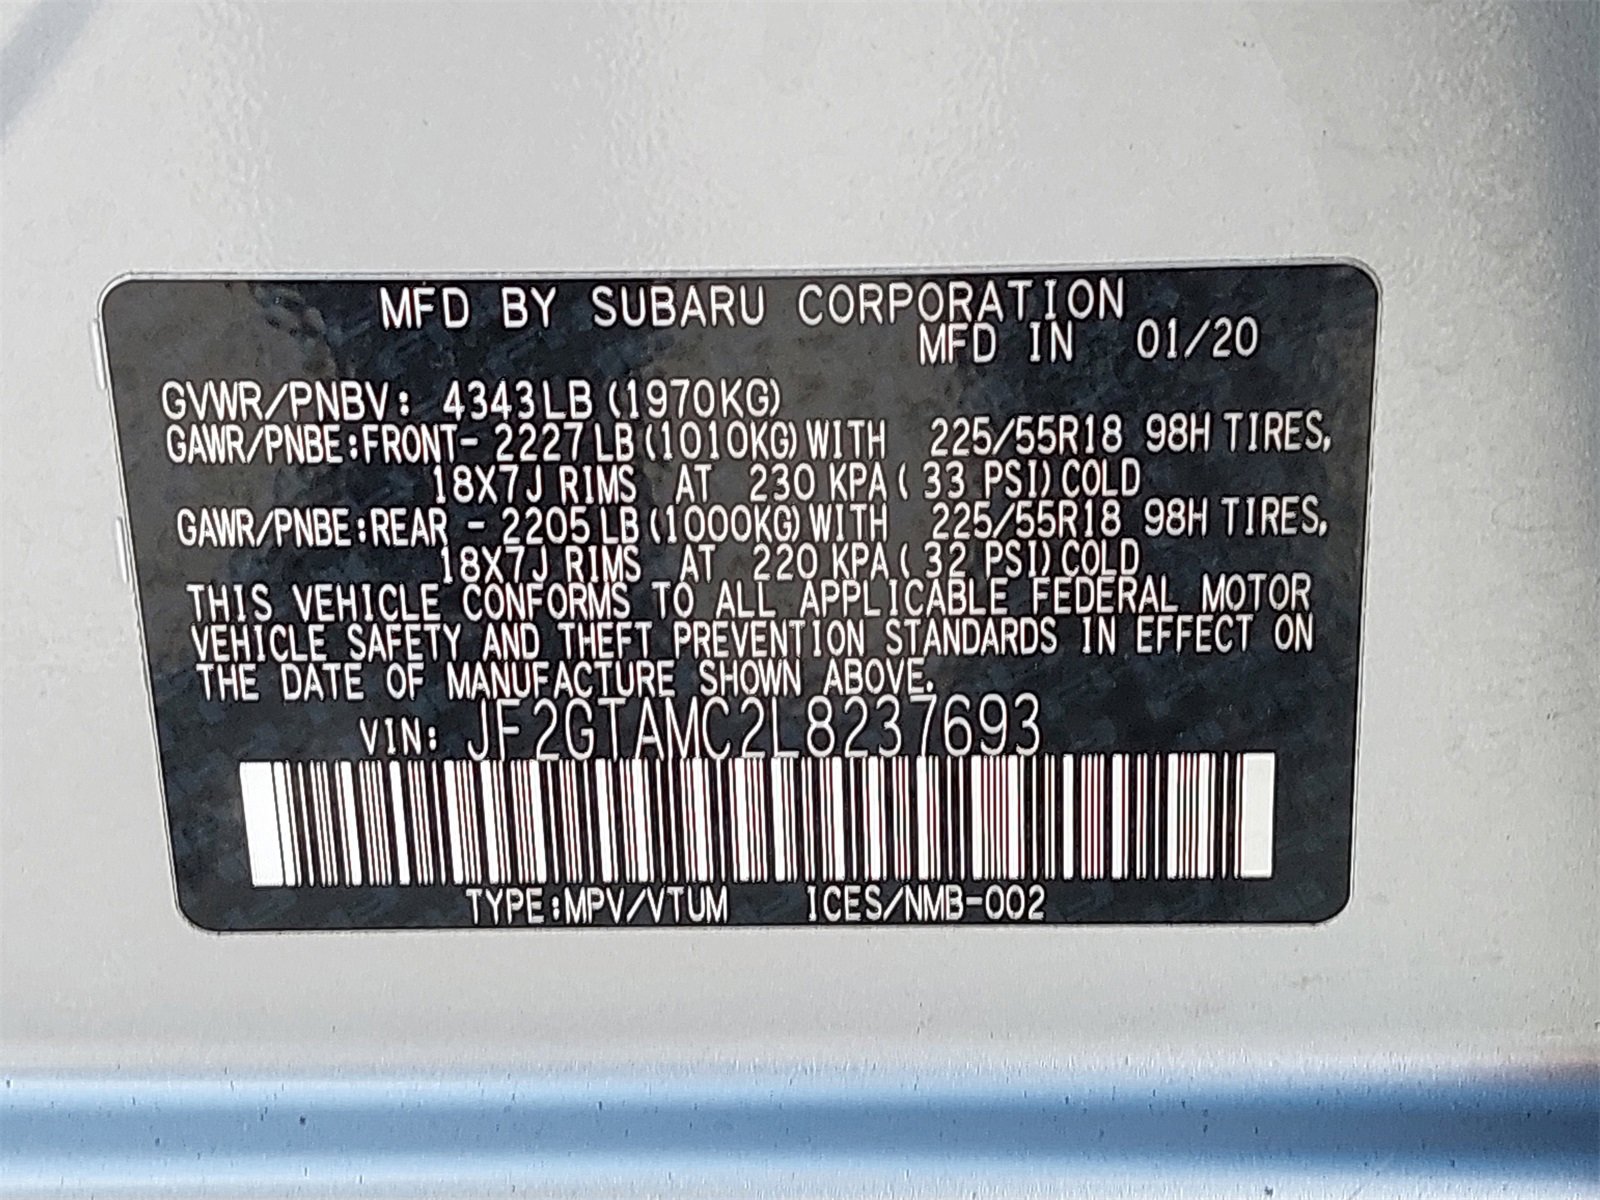 MFD BY SUBARU CORPORATION
MFD IN 01/20
GVWR/PNBV: 4343LB (1970KG)
GAWR/PNBE:FRONT- 2227LB (1010KG) WITH 225/55R18 98H TIRES,
18X7J RIMS AT 230 KPA ( 33 PSI) COLD
GAWR/PNBE:REAR - 2205LB (1000KG) WITH 225/55R18 98H TIRES,
18X7J RIMS AT 220 KPA ( 32 PSI) COLD
THIS VEHICLE CONFORMS TO ALL APPLICABLE FEDERAL MOTOR
VEHICLE SAFETY AND THEFT PREVENTION STANDARDS IN EFFECT ON
THE DATE OF MANUFACTURE SHOWN ABOVE.
VIN: JF2GTAMC2L8237693
TYPE:MPV/VTUM ICES/NMB-002